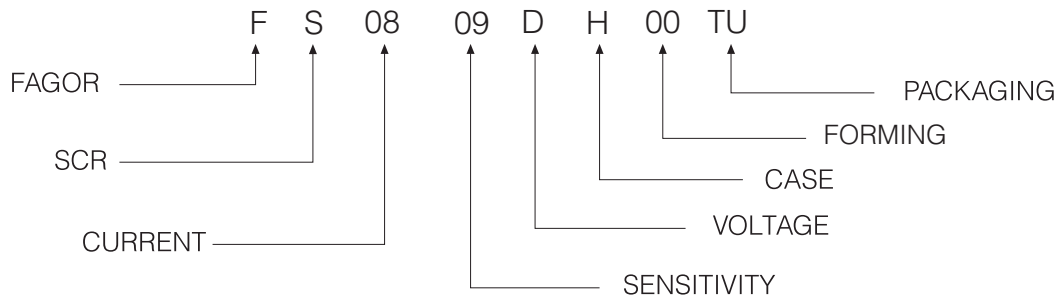 F S 08 09 D H 00 TU
FAGOR
PACKAGING
FORMING
SCR
CASE
VOLTAGE
CURRENT
SENSITIVITY